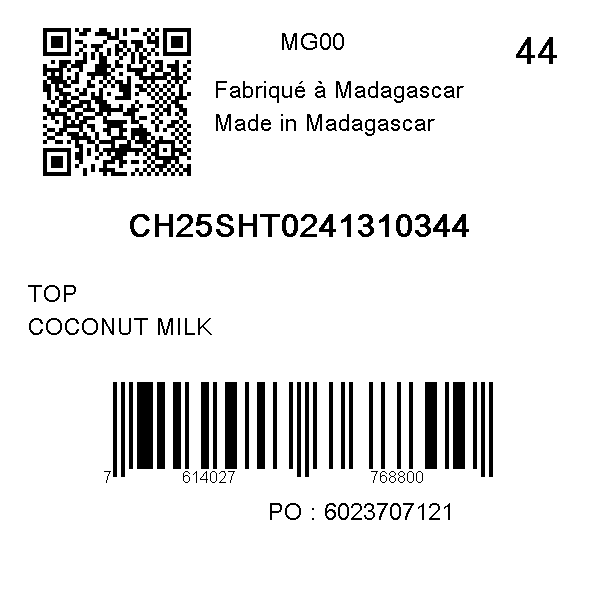 MG00
44
Fabriqué à Madagascar
Made in Madagascar
CH25SHT0241310344
TOP
COCONUT MILK
7 614027 768800
PO : 6023707121